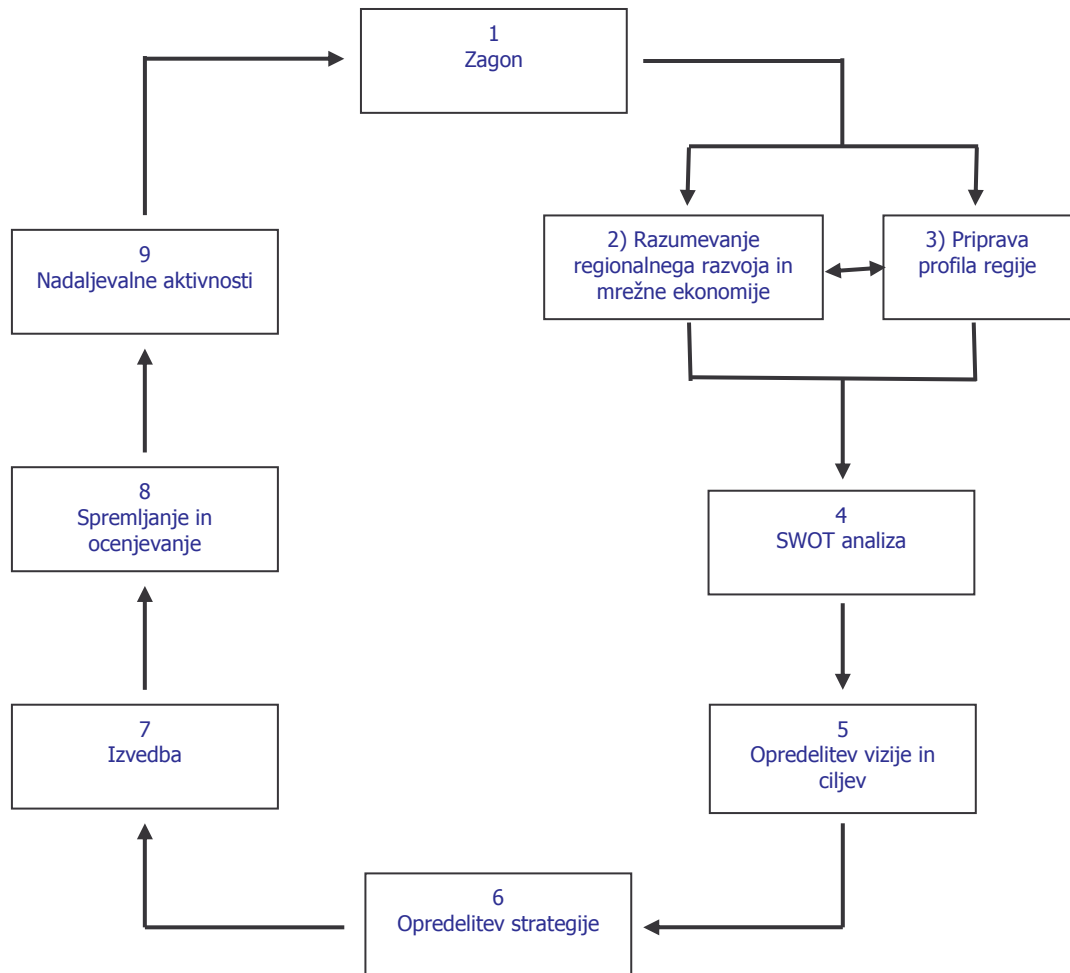 1
Zagon
2) Razumevanje
regionalnega razvoja in
mrežne ekonomije
3) Priprava
profila regije
4
SWOT analiza
5
Opredelitev vizije in
ciljev
6
Opredelitev strategije
7
Izvedba
8
Spremljanje in
ocenjevanje
9
Nadaljevalne aktivnosti